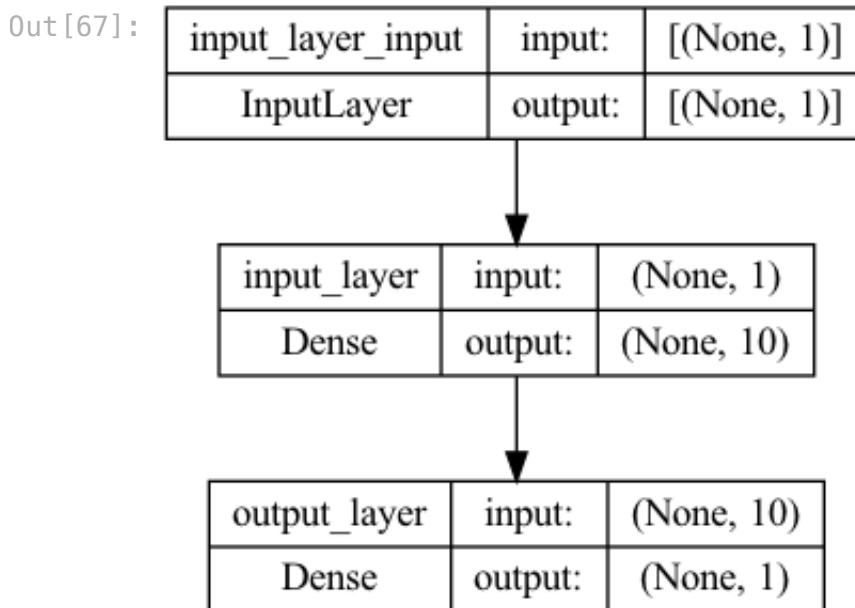 Out[67]:
input_layer_input input: [(None, 1)]
InputLayer output: [(None, 1)]
input_layer input: (None, 1)
Dense output: (None, 10)
output_layer input: (None, 10)
Dense output: (None, 1)